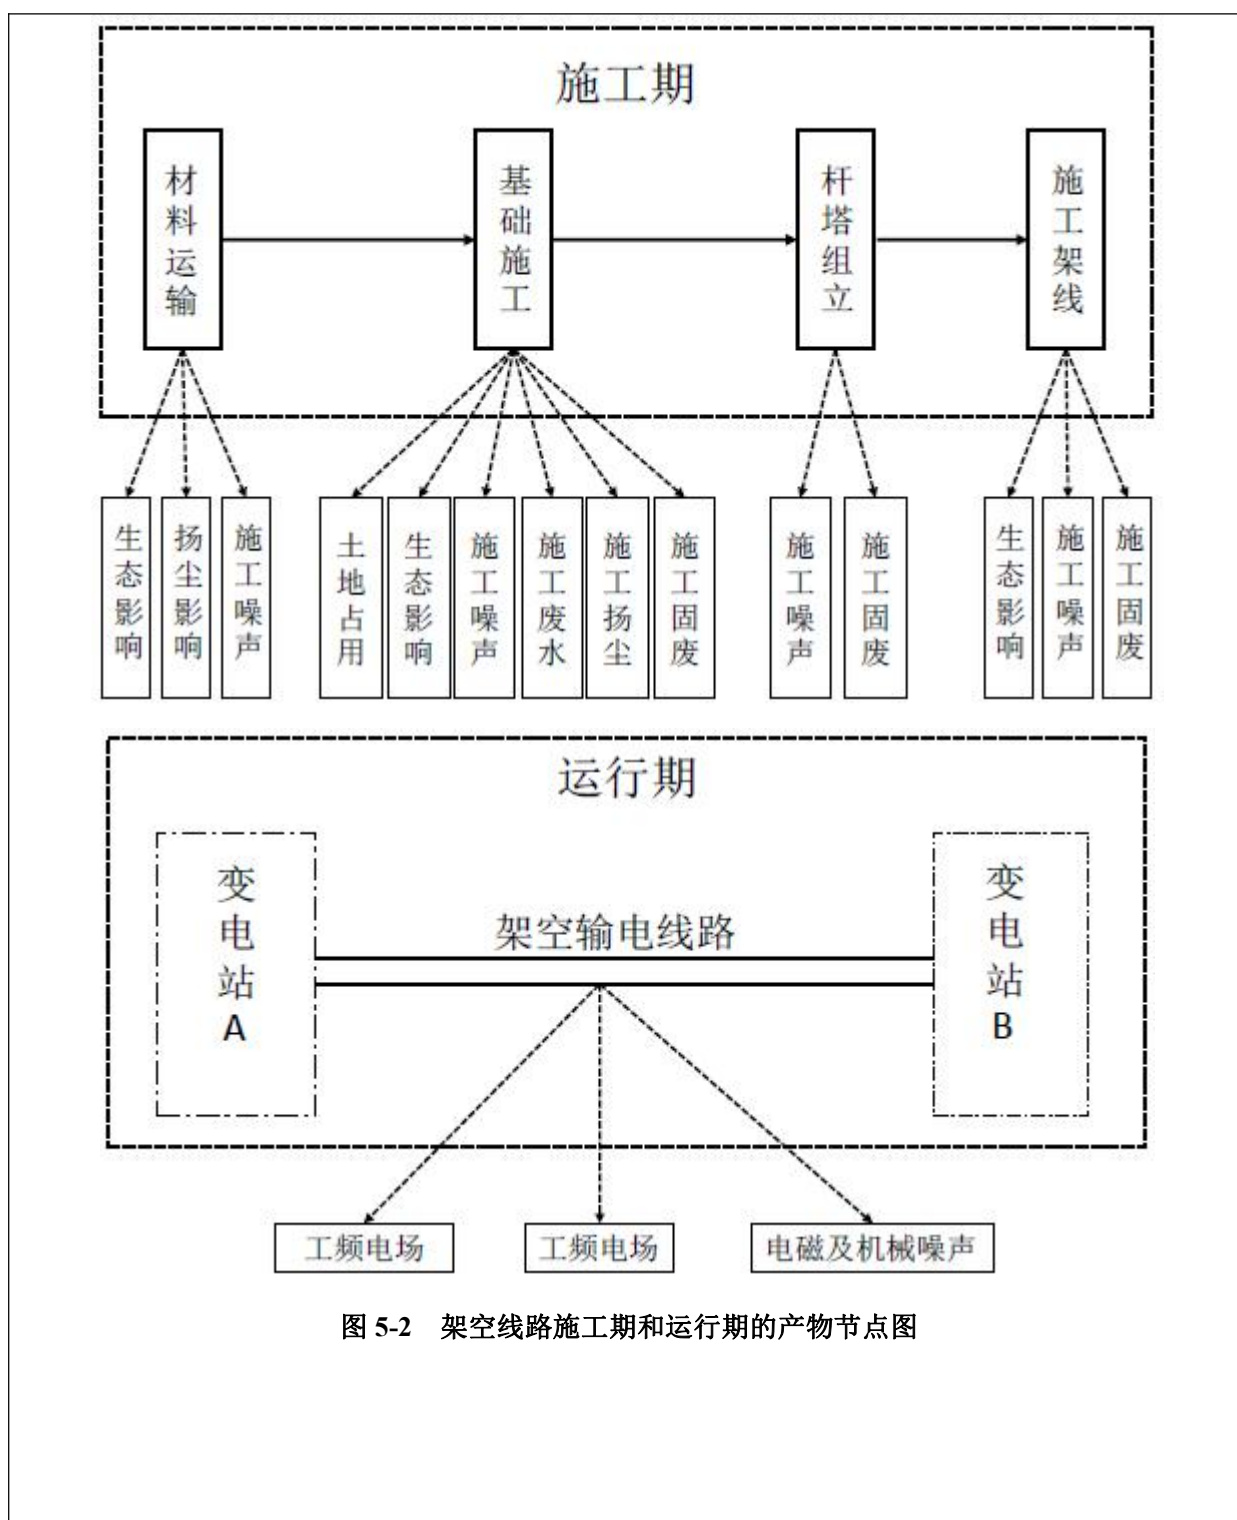 施工期
材料运输
基础施工
杆塔组立
施工架线
生态影响
扬尘影响
施工噪声
土地占用
生态影响
施工噪声
施工废水
施工扬尘
施工固废
施工噪声
施工固废
生态影响
施工噪声
施工固废
运行期
变电站A
架空输电线路
变电站B
工频电场
工频电场
电磁及机械噪声
图 5-2 架空线路施工期和运行期的产物节点图